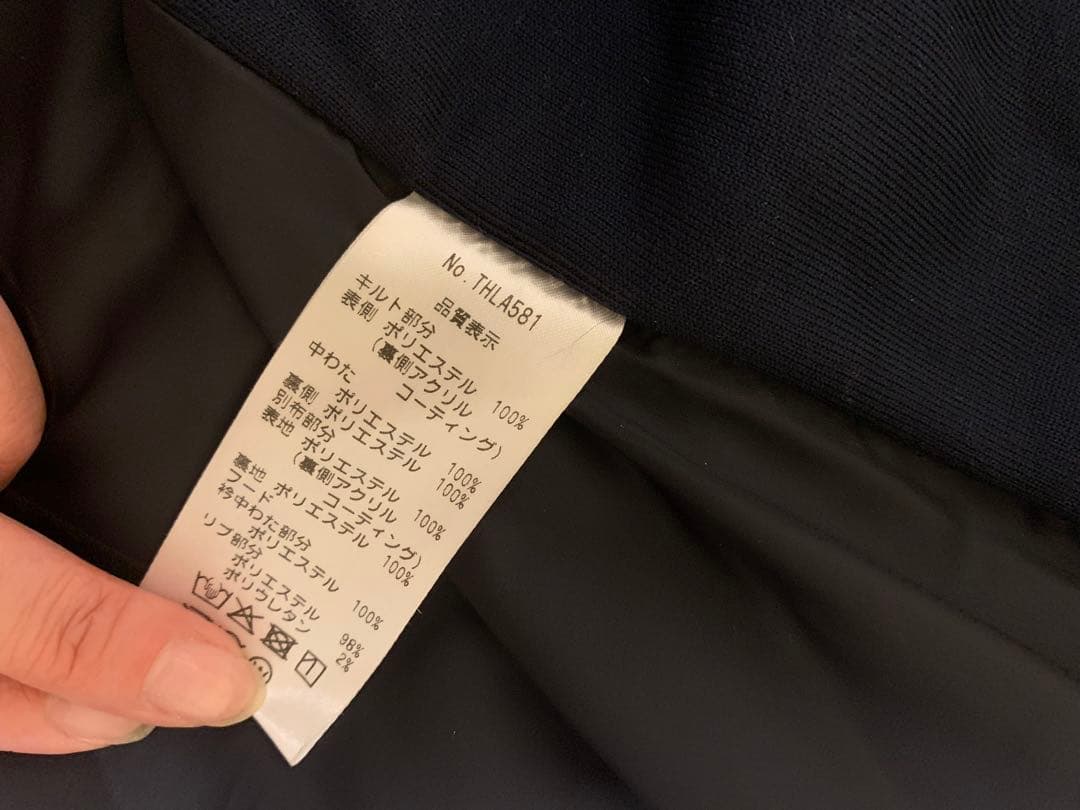 No. THLA581
品質表示
キルト部分
表側 ポリエステル 100%
(裏側アクリル
コーティング)
中わた
ポリエステル 100%
裏側 ポリエステル 100%
別布部分
表地 ポリエステル 100%
(裏側アクリル
コーティング)
裏地 ポリエステル 100%
フード
衿中わた部分
ポリエステル 100%
リブ部分
ポリエステル 98%
ポリウレタン 2%